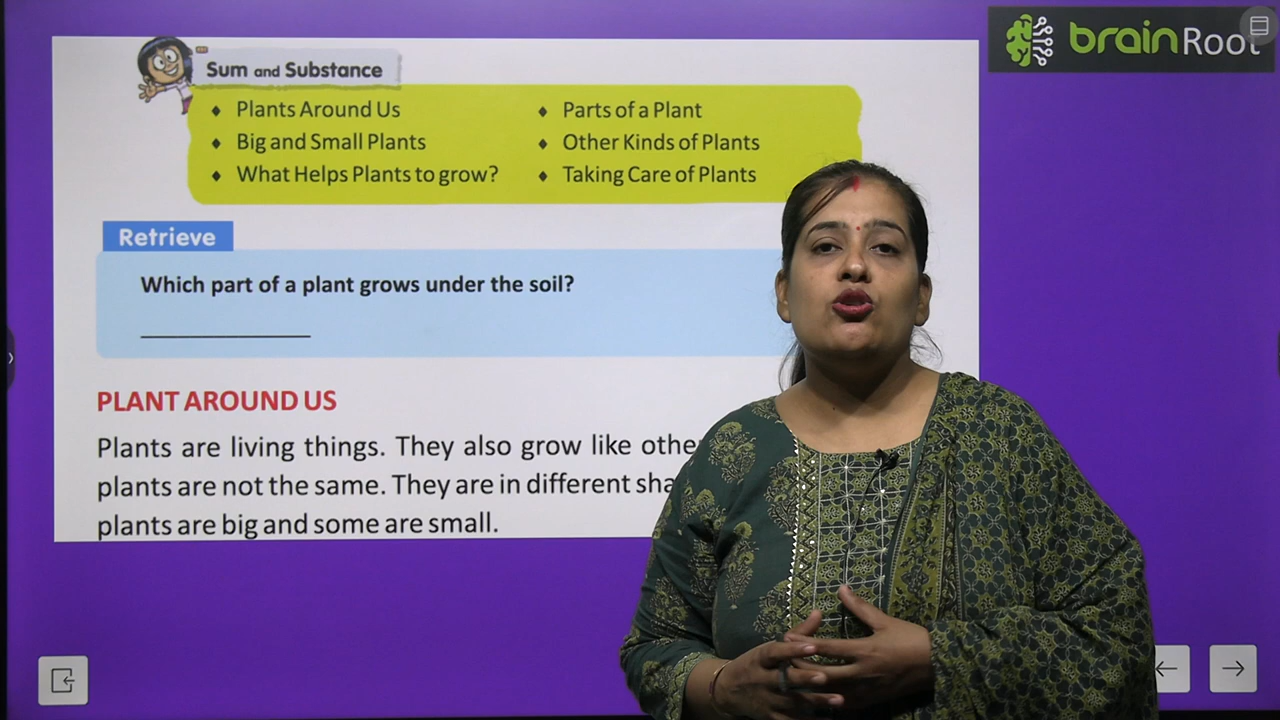 brainRoot
Sum and Substance
Plants Around Us
Big and Small Plants
What Helps Plants to grow?
Parts of a Plant
Other Kinds of Plants
Taking Care of Plants
Retrieve
Which part of a plant grows under the soil?
PLANT AROUND US
Plants are living things. They also grow like
plants are not the same. They are in different
plants are big and some are small.